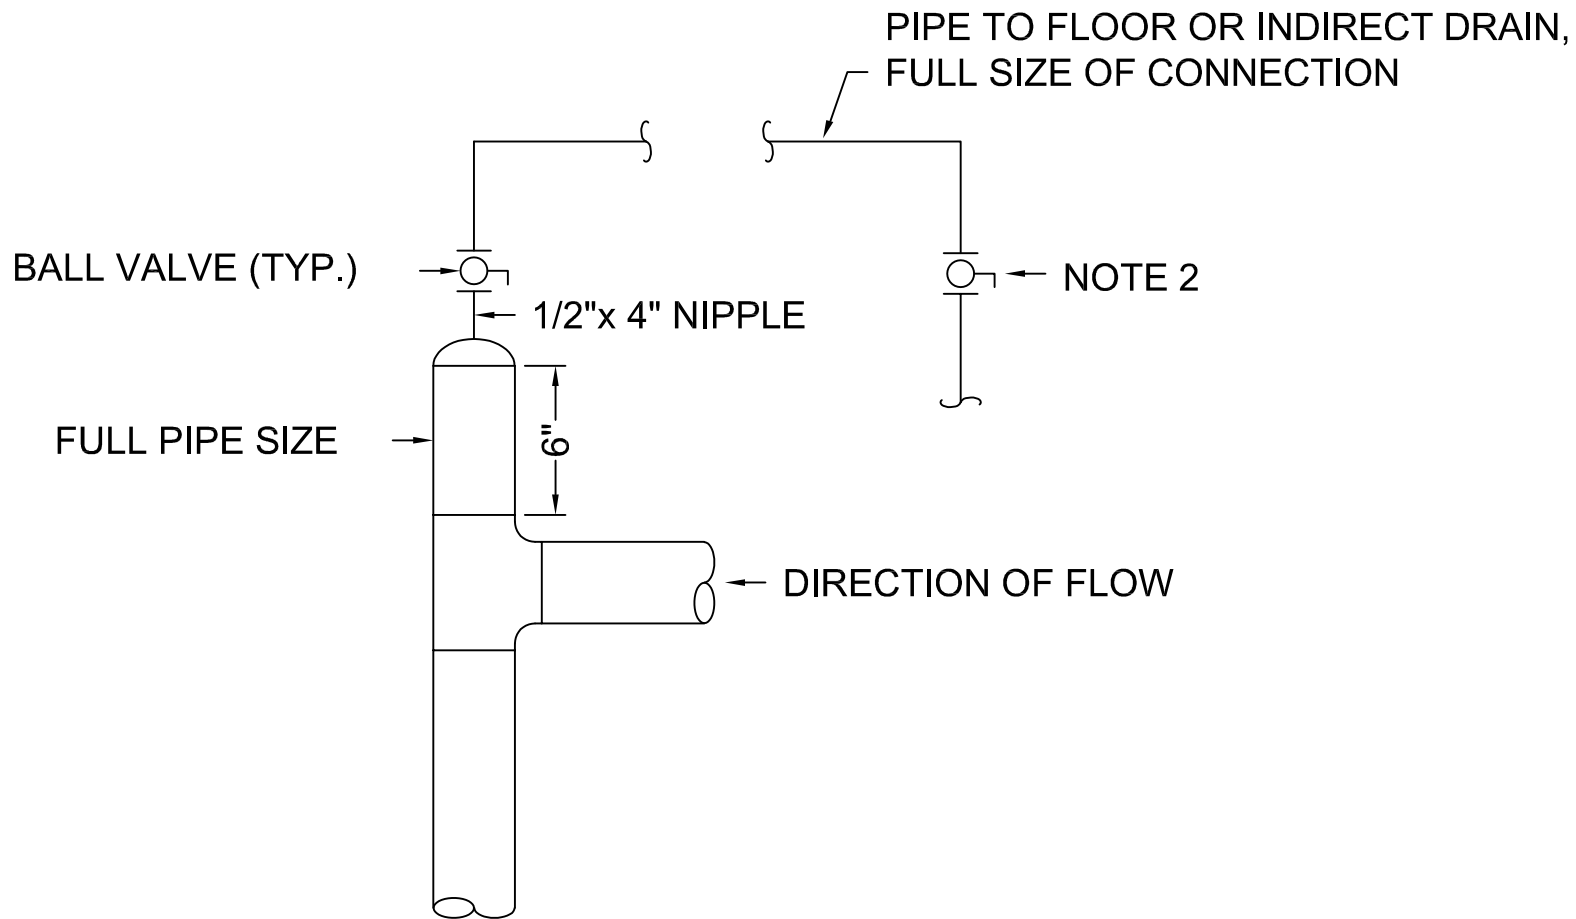 PIPE TO FLOOR OR INDIRECT DRAIN,
FULL SIZE OF CONNECTION
BALL VALVE (TYP.)
NOTE 2
1/2"x 4" NIPPLE
FULL PIPE SIZE
6"
DIRECTION OF FLOW